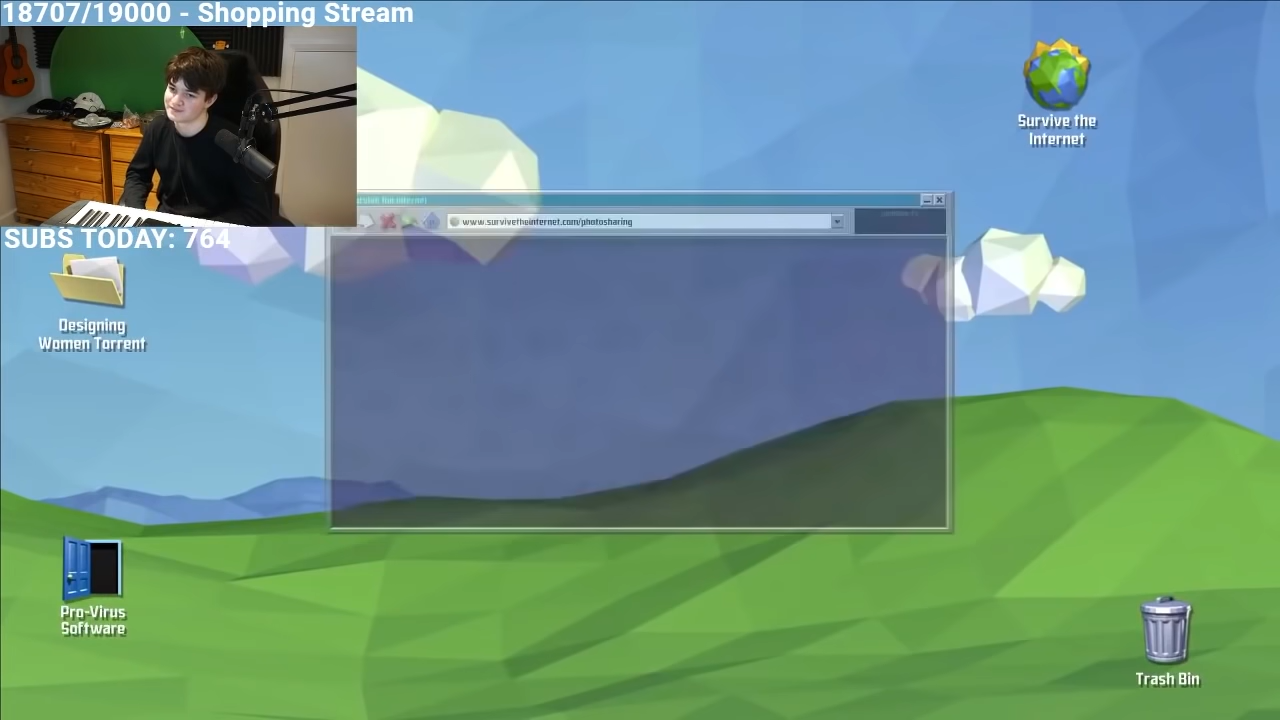 18707/19000 - Shopping Stream
SUBS TODAY: 764
Survive the
Internet
www.survivetheinternet.com/photosharing
Designing
Women Torrent
Pro-Virus
Software
Trash Bin